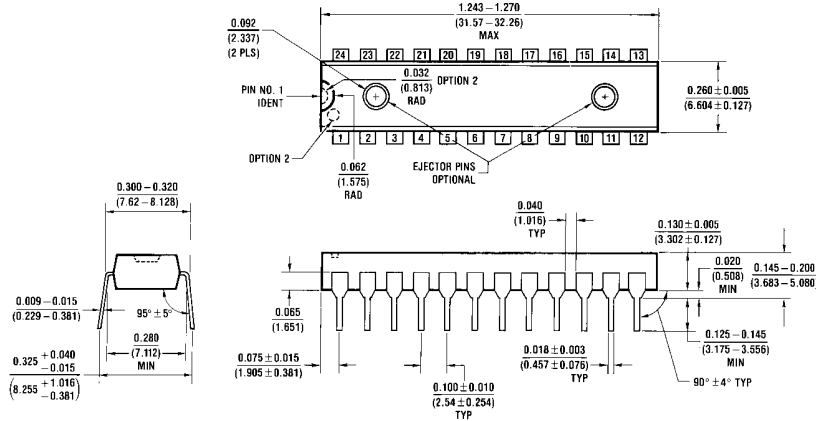 1.243–1.270
(31.57–32.26)
MAX
0.092
(2.337)
(2 PLS)
24 23 22 21 20 19 18 17 16 15 14 13
0.032
(0.813)
RAD
OPTION 2
PIN NO. 1
IDENT
0.260 ± 0.005
(6.604 ± 0.127)
1 2 3 4 5 6 7 8 9 10 11 12
OPTION 2
0.062
(1.575)
RAD
EJECTOR PINS
OPTIONAL
0.300 – 0.320
(7.62 – 8.128)
0.040
(1.016)
TYP
0.130 ± 0.005
(3.302 ± 0.127)
0.020
(0.508)
MIN
0.145 – 0.200
(3.683 – 5.080)
0.009 – 0.015
(0.229 – 0.381)
95° ± 5°
0.280
(7.112)
MIN
0.065
(1.651)
0.125 – 0.145
(3.175 – 3.556)
MIN
0.325 +0.040
–0.015
(8.255 +1.016
–0.381)
0.075 ± 0.015
(1.905 ± 0.381)
0.100 ± 0.010
(2.54 ± 0.254)
TYP
0.018 ± 0.003
(0.457 ± 0.076)
TYP
90° ± 4° TYP